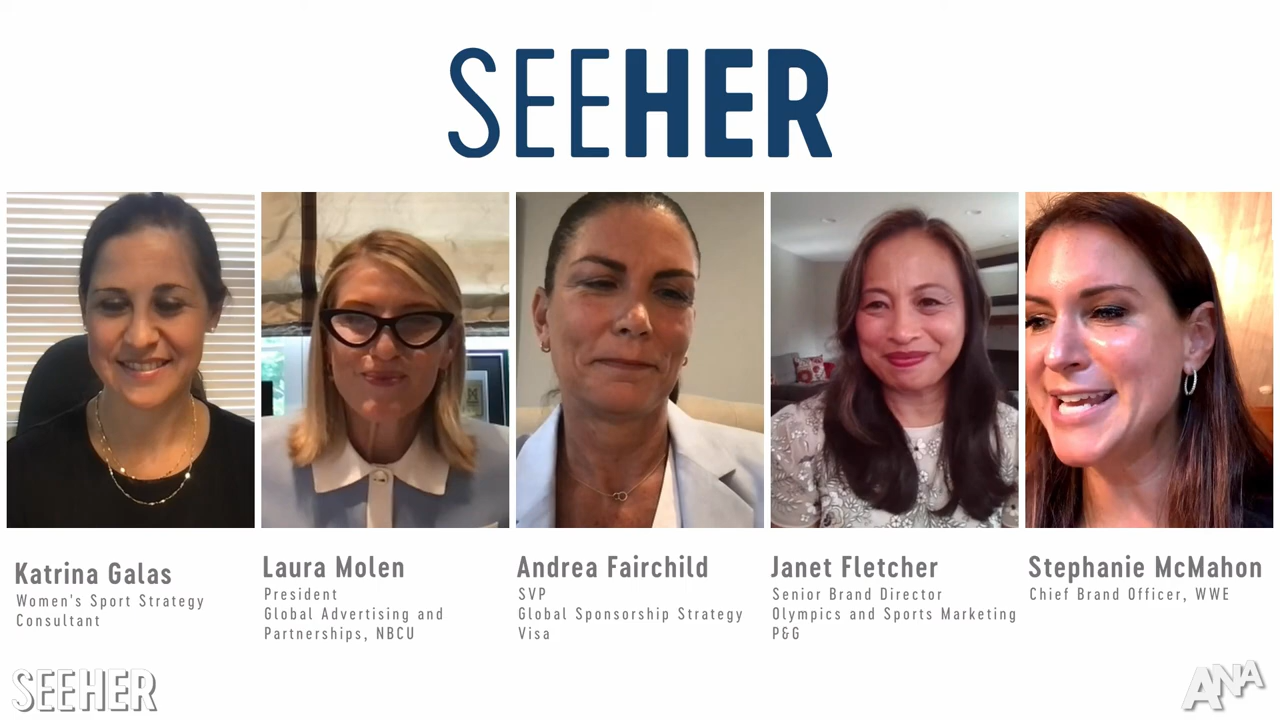 SEEHER
Katrina Galas
Women's Sport Strategy
Consultant
Laura Molen
President
Global Advertising and
Partnerships, NBCU
Andrea Fairchild
SVP
Global Sponsorship Strategy
Visa
Janet Fletcher
Senior Brand Director
Olympics and Sports Marketing
P&G
Stephanie McMahon
Chief Brand Officer, WWE
SEEHER
ANA